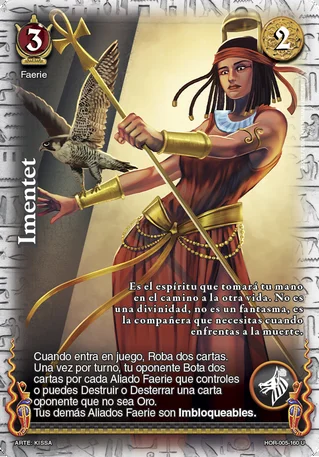 3
2
Faerie
Imentet
Es el espíritu que tomará tu mano
en el camino a la otra vida. No es
una divinidad, no es un fantasma, es
la compañera que necesitas cuando
enfrentas a la muerte.
Cuando entra en juego, Roba dos cartas.
Una vez por turno, tu oponente Bota dos
cartas por cada Aliado Faerie que controles
o puedes Destruir o Desterrar una carta
oponente que no sea Oro.
Tus demás Aliados Faerie son Imbloqueables.
ARTE: KISSA
HOR-005-160 U